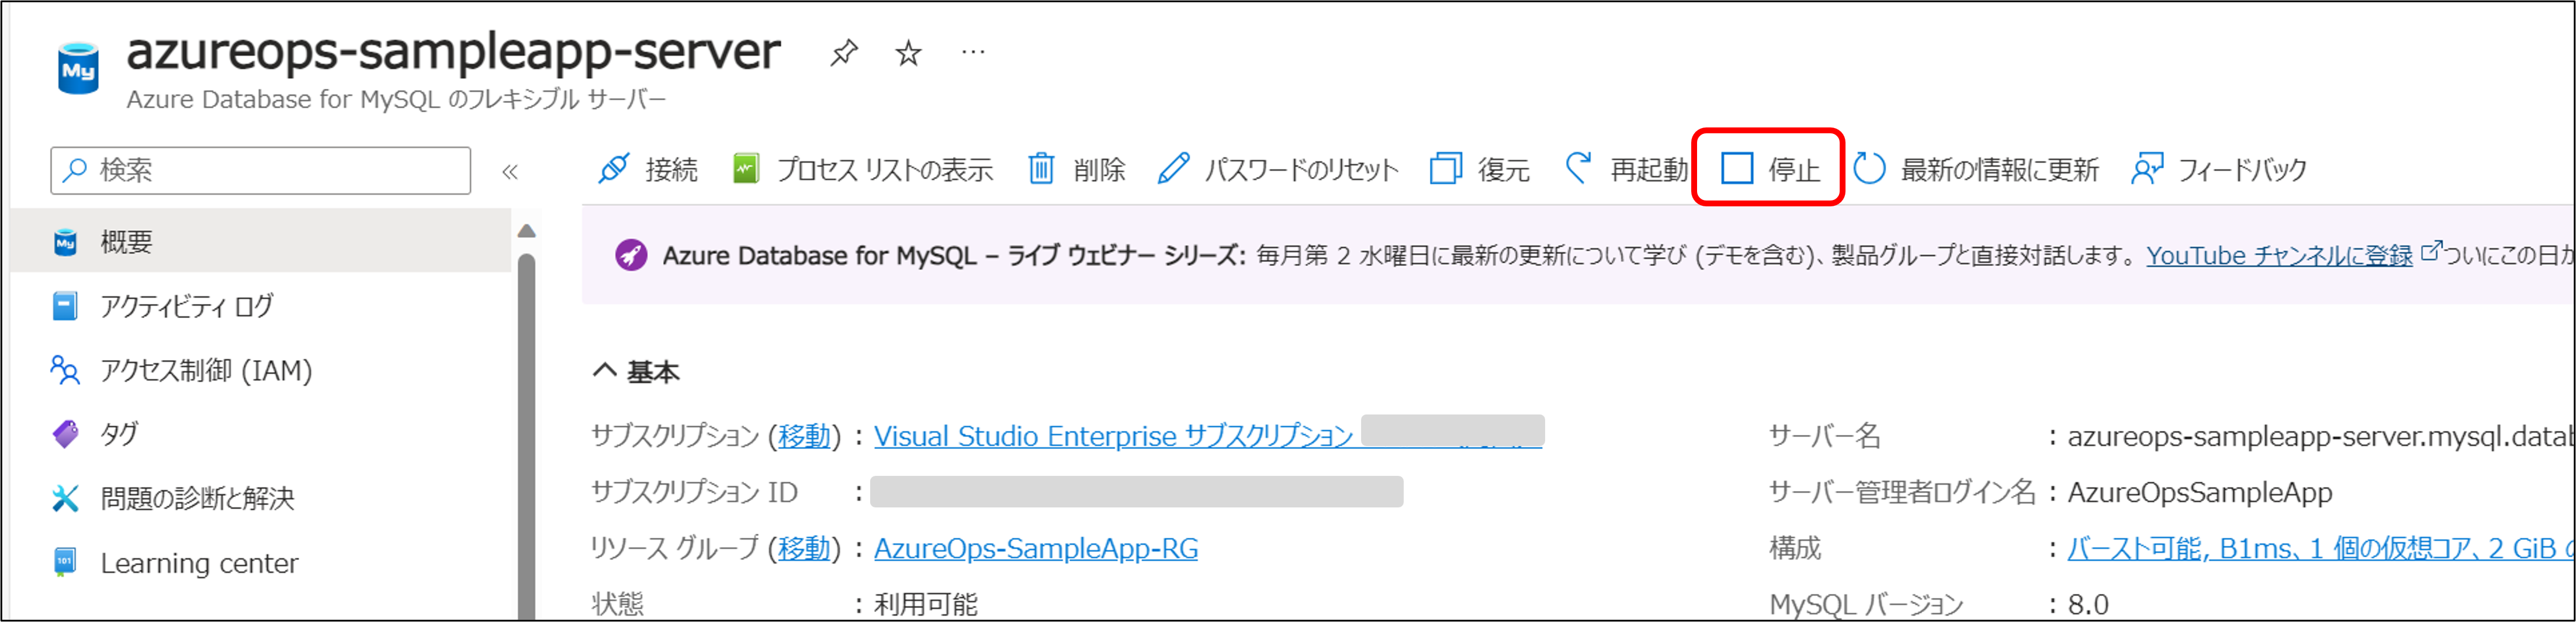 azureops-sampleapp-server
My
Azure Database for MySQL のフレキシブル サーバー
検索
接続 プロセス リストの表示 削除 パスワードのリセット 復元 再起動 停止 最新の情報に更新 フィードバック
My 概要
アクティビティ ログ
アクセス制御 (IAM)
タグ
問題の診断と解決
101 Learning center
Azure Database for MySQL – ライブ ウェビナー シリーズ: 毎月第 2 水曜日に最新の更新について学び (デモを含む)、製品グループと直接対話します。 YouTube チャンネルに登録 ついにこの日が
基本
サブスクリプション (移動) : Visual Studio Enterprise サブスクリプション
サブスクリプション ID :
リソース グループ (移動) : AzureOps-SampleApp-RG
状態 : 利用可能
サーバー名 : azureops-sampleapp-server.mysql.datab
サーバー管理者ログイン名 : AzureOpsSampleApp
構成 : バースト可能, B1ms、1 個の仮想コア、2 GiB
MySQL バージョン : 8.0